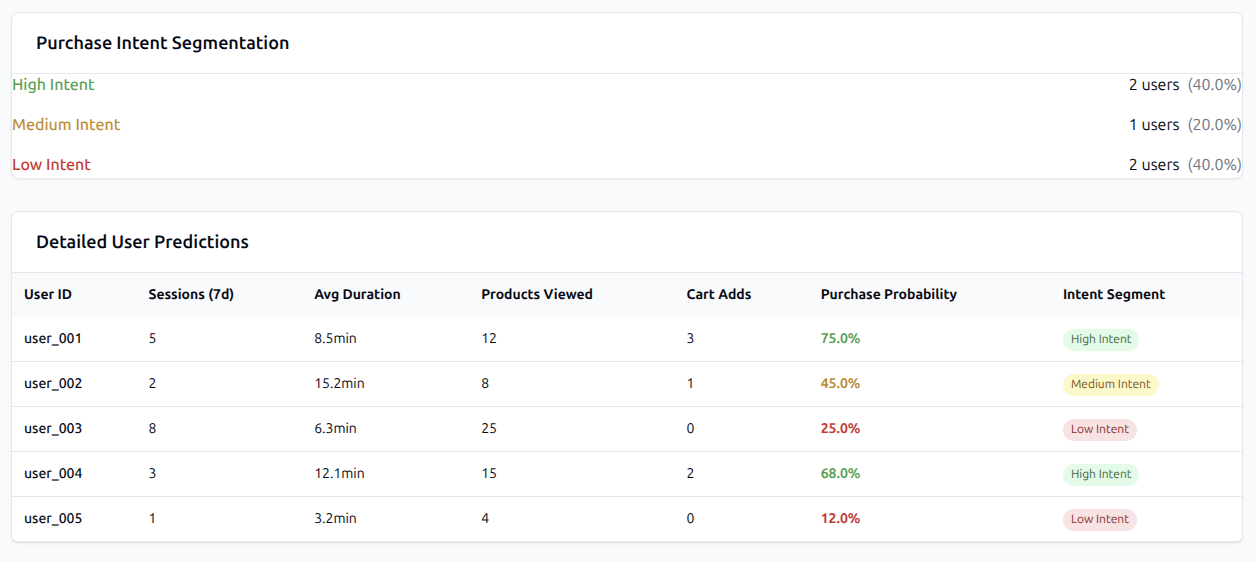 Purchase Intent Segmentation
High Intent 2 users (40.0%)
Medium Intent 1 users (20.0%)
Low Intent 2 users (40.0%)
Detailed User Predictions
User ID Sessions (7d) Avg Duration Products Viewed Cart Adds Purchase Probability Intent Segment
user_001 5 8.5min 12 3 75.0% High Intent
user_002 2 15.2min 8 1 45.0% Medium Intent
user_003 8 6.3min 25 0 25.0% Low Intent
user_004 3 12.1min 15 2 68.0% High Intent
user_005 1 3.2min 4 0 12.0% Low Intent